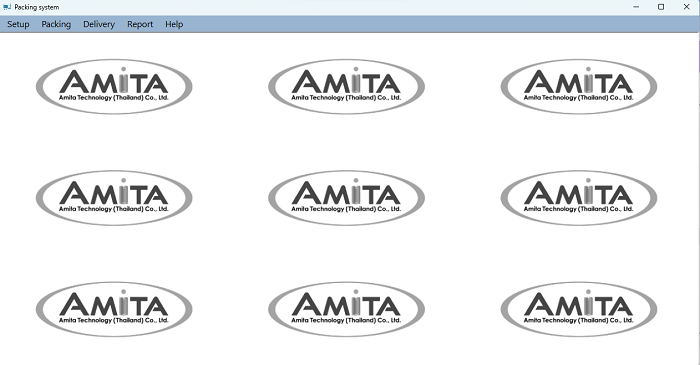 Packing system
Setup Packing Delivery Report Help
AMiTA AMiTA AMiTA
Amita Technology (Thailand) Co., Ltd. Amita Technology (Thailand) Co., Ltd. Amita Technology (Thailand) Co., Ltd.
AMiTA AMiTA AMiTA
Amita Technology (Thailand) Co., Ltd. Amita Technology (Thailand) Co., Ltd. Amita Technology (Thailand) Co., Ltd.
AMiTA AMiTA AMiTA
Amita Technology (Thailand) Co., Ltd. Amita Technology (Thailand) Co., Ltd. Amita Technology (Thailand) Co., Ltd.